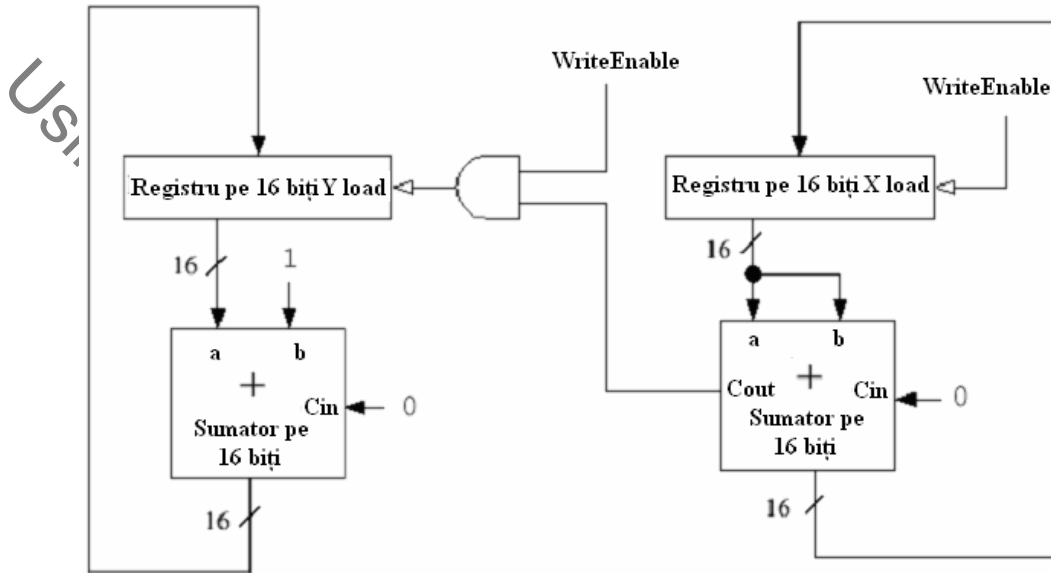 WriteEnable
WriteEnable
Registru pe 16 biți Y load
Registru pe 16 biți X load
16
1
16
a b
+
Cin
0
Sumator pe
16 biți
a b
+
Cout
Cin
0
Sumator pe
16 biți
16
16